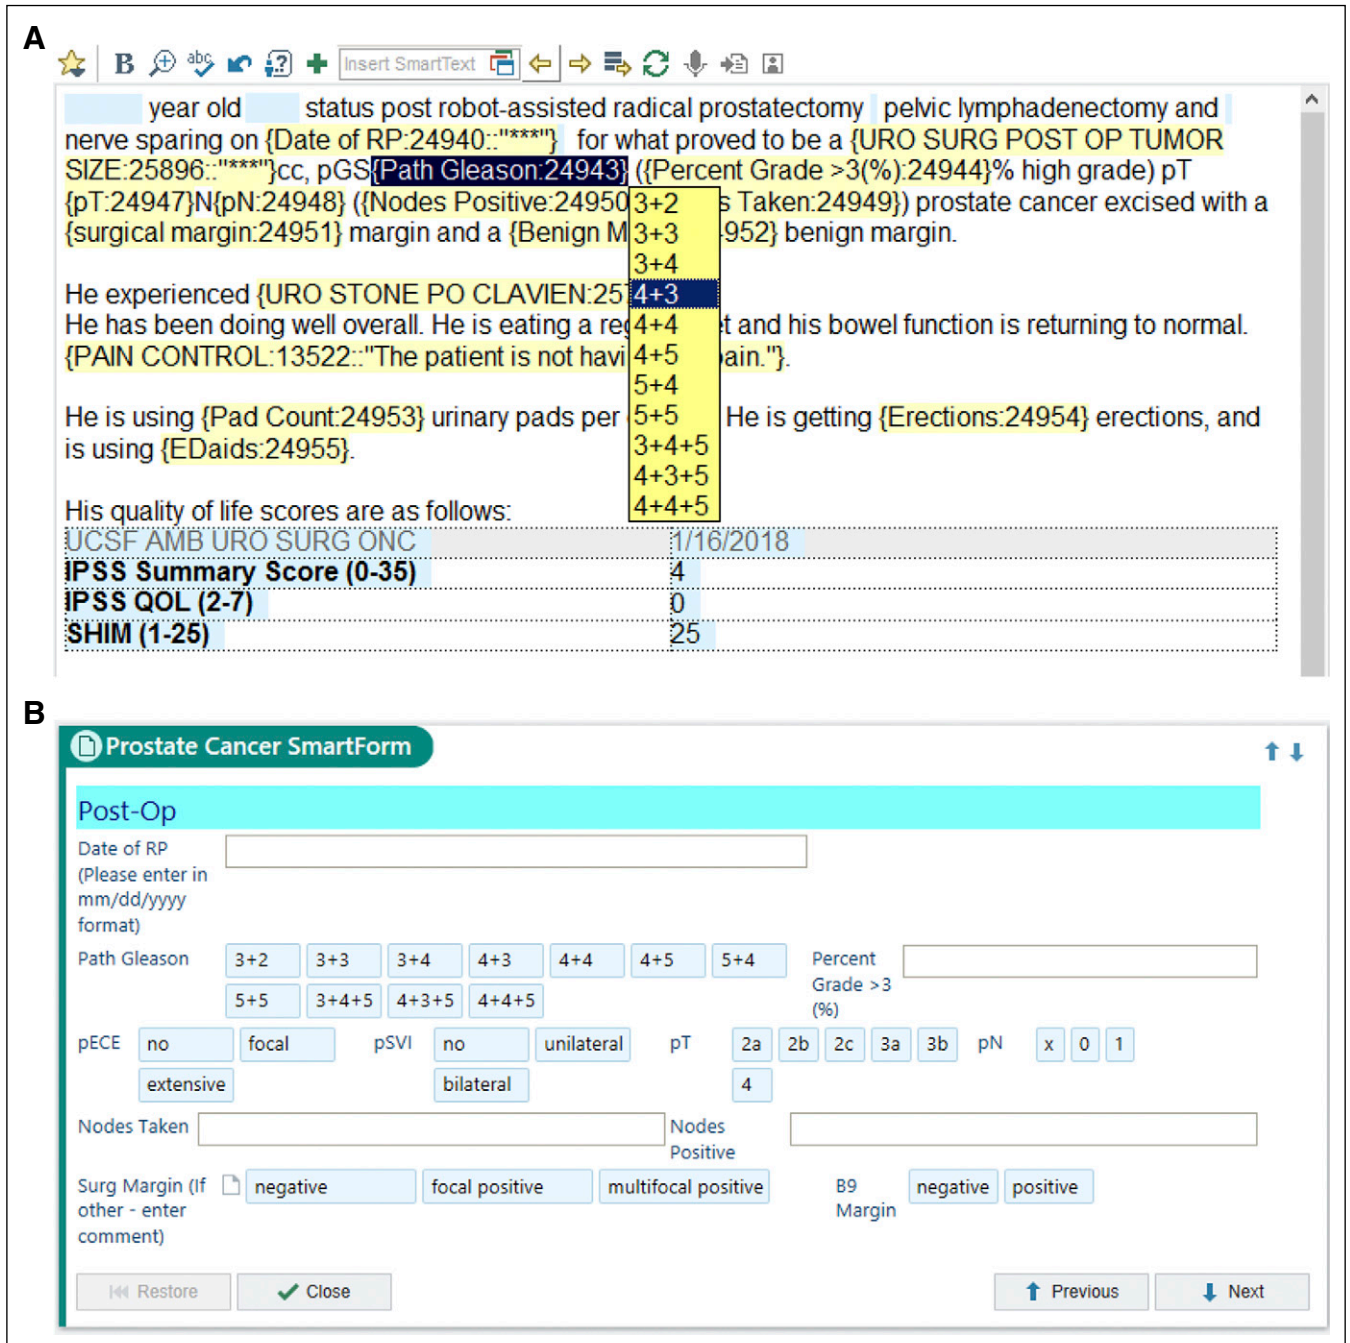 A
B abc Insert SmartText
year old status post robot-assisted radical prostatectomy pelvic lymphadenectomy and
nerve sparing on {Date of RP:24940::"***"} for what proved to be a {URO SURG POST OP TUMOR
SIZE:25896::"***"}cc, pGS{Path Gleason:24943} ({Percent Grade >3(%):24944}% high grade) pT
{pT:24947}N{pN:24948} ({Nodes Positive:24950 s Taken:24949}) prostate cancer excised with a
{surgical margin:24951} margin and a {Benign M 952} benign margin.
3+2
3+3
3+4
4+3
4+4
4+5
5+4
5+5
3+4+5
4+3+5
4+4+5
He experienced {URO STONE PO CLAVIEN:257
He has been doing well overall. He is eating a reg t and his bowel function is returning to normal.
{PAIN CONTROL:13522::"The patient is not havi ain."}.
He is using {Pad Count:24953} urinary pads per He is getting {Erections:24954} erections, and
is using {EDaids:24955}.
His quality of life scores are as follows:
UCSF AMB URO SURG ONC 1/16/2018
IPSS Summary Score (0-35) 4
IPSS QOL (2-7) 0
SHIM (1-25) 25
B
Prostate Cancer SmartForm
Post-Op
Date of RP
(Please enter in
mm/dd/yyyy
format)
Path Gleason 3+2 3+3 3+4 4+3 4+4 4+5 5+4
5+5 3+4+5 4+3+5 4+4+5
Percent
Grade >3
(%)
pECE no focal
extensive
pSVI no unilateral
bilateral
pT 2a 2b 2c 3a 3b
4
pN x 0 1
Nodes Taken
Nodes
Positive
Surg Margin (If
other - enter
comment)
negative focal positive multifocal positive
B9
Margin
negative positive
Restore Close Previous Next